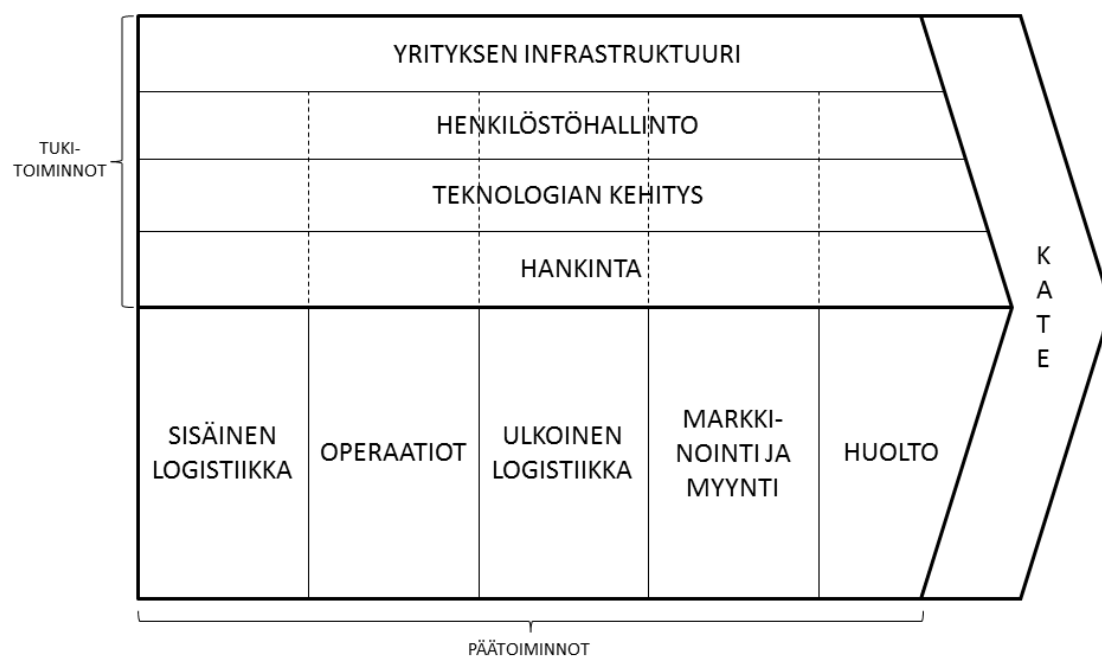 YRITYKSEN INFRASTRUKTUURI
HENKILÖSTÖHALLINTO
TUKI-
TOIMINNOT
TEKNOLOGIAN KEHITYS
HANKINTA
K
A
T
E
SISÄINEN
LOGISTIIKKA
OPERAATIOT
ULKOINEN
LOGISTIIKKA
MARKKI-
NOINTI JA
MYYNTI
HUOLTO
PÄÄTOIMINNOT